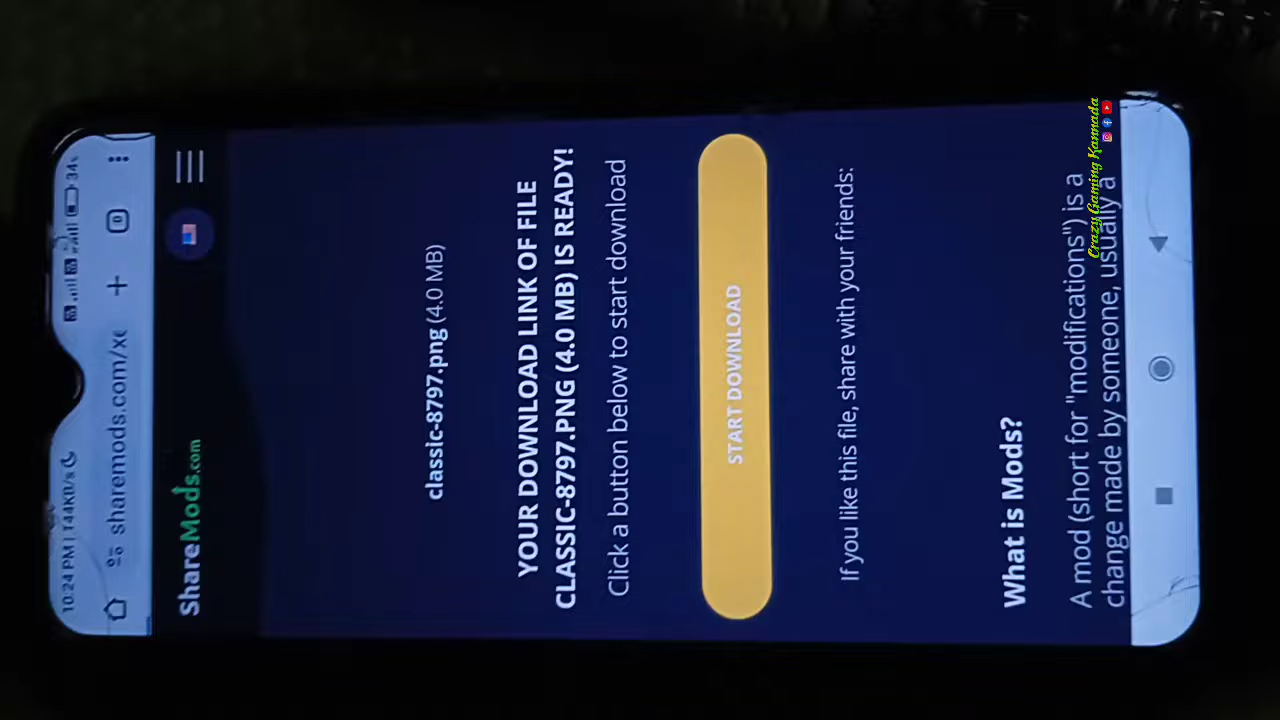 10:24 PM | 144KB/s
34
sharemods.com/xe
ShareMods.com
classic-8797.png (4.0 MB)
YOUR DOWNLOAD LINK OF FILE
CLASSIC-8797.PNG (4.0 MB) IS READY!
Click a button below to start download
START DOWNLOAD
If you like this file, share with your friends:
What is Mods?
A mod (short for "modifications") is a
change made by someone, usually a
Crazy Gaming Kannada